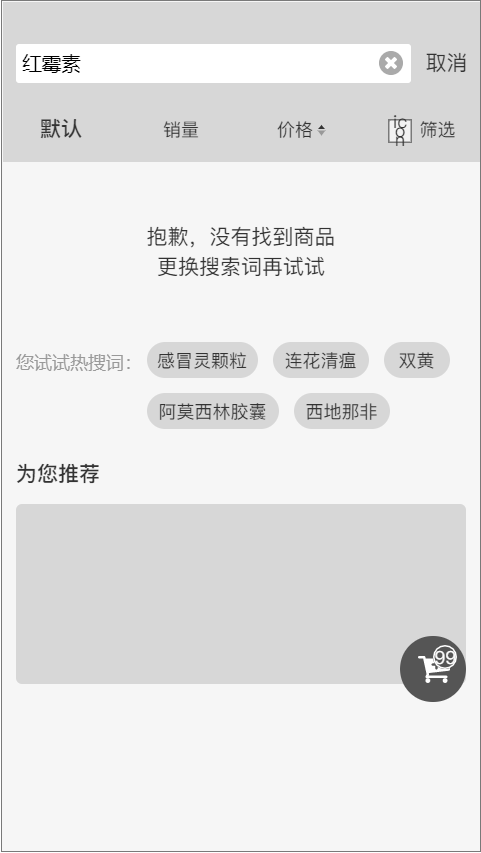 红霉素 取消
默认 销量 价格 icon 筛选
抱歉，没有找到商品
更换搜索词再试试
您试试热搜词： 感冒灵颗粒 连花清瘟 双黄
阿莫西林胶囊 西地那非
为您推荐
99